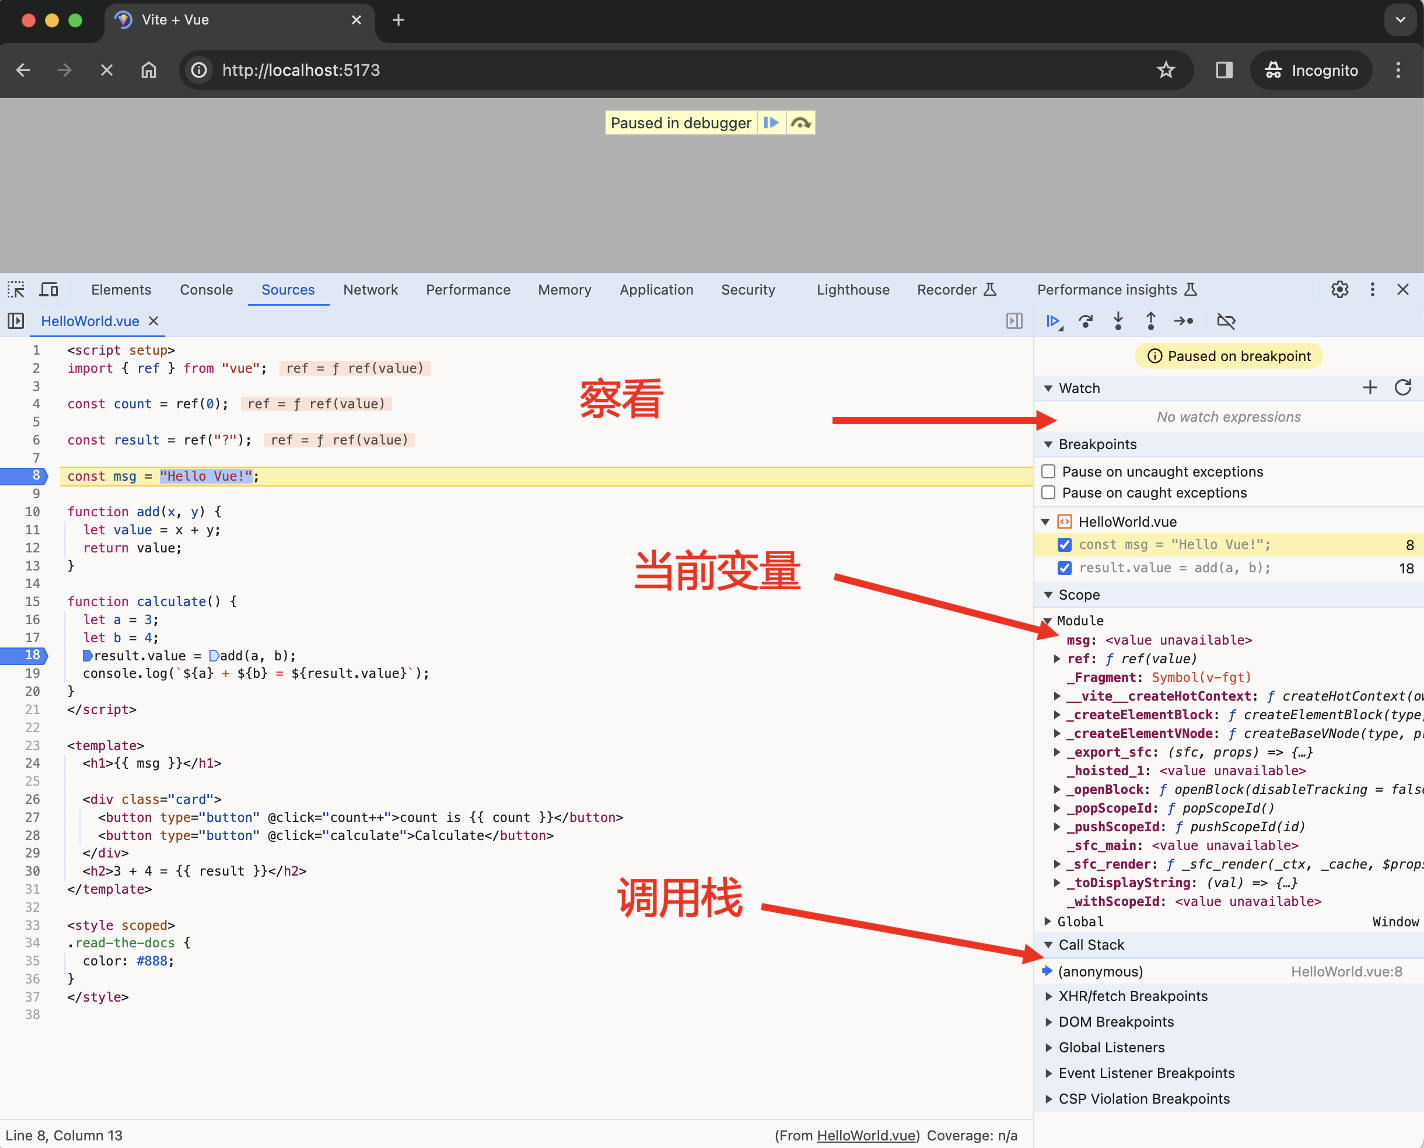 Vite + Vue
http://localhost:5173
Incognito
Paused in debugger
Elements Console Sources Network Performance Memory Application Security Lighthouse Recorder Performance insights
HelloWorld.vue
1 <script setup>
2 import { ref } from "vue"; ref = ƒ ref(value)
3
4 const count = ref(0); ref = ƒ ref(value)
5
6 const result = ref("?"); ref = ƒ ref(value)
7
8 const msg = "Hello Vue!";
9
10 function add(x, y) {
11 let value = x + y;
12 return value;
13 }
14
15 function calculate() {
16 let a = 3;
17 let b = 4;
18 result.value = add(a, b);
19 console.log(`${a} + ${b} = ${result.value}`);
20 }
21 </script>
22
23 <template>
24 <h1>{{ msg }}</h1>
25
26 <div class="card">
27 <button type="button" @click="count++">count is {{ count }}</button>
28 <button type="button" @click="calculate">Calculate</button>
29 </div>
30 <h2>3 + 4 = {{ result }}</h2>
31 </template>
32
33 <style scoped>
34 .read-the-docs {
35 color: #888;
36 }
37 </style>
38
察看
当前变量
调用栈
Paused on breakpoint
Watch
No watch expressions
Breakpoints
Pause on uncaught exceptions
Pause on caught exceptions
HelloWorld.vue
const msg = "Hello Vue!"; 8
result.value = add(a, b); 18
Scope
Module
msg: <value unavailable>
ref: ƒ ref(value)
_Fragment: Symbol(v-fgt)
__vite__createHotContext: ƒ createHotContext(ow
_createElementBlock: ƒ createElementBlock(type,
_createElementVNode: ƒ createBaseVNode(type, p
_export_sfc: (sfc, props) => {…}
_hoisted_1: <value unavailable>
_openBlock: ƒ openBlock(disableTracking = false
_popScopeId: ƒ popScopeId()
_pushScopeId: ƒ pushScopeId(id)
_sfc_main: <value unavailable>
_sfc_render: ƒ _sfc_render(_ctx, _cache, $props
_toDisplayString: (val) => {…}
_withScopeId: <value unavailable>
Global Window
Call Stack
(anonymous) HelloWorld.vue:8
XHR/fetch Breakpoints
DOM Breakpoints
Global Listeners
Event Listener Breakpoints
CSP Violation Breakpoints
Line 8, Column 13 (From HelloWorld.vue) Coverage: n/a